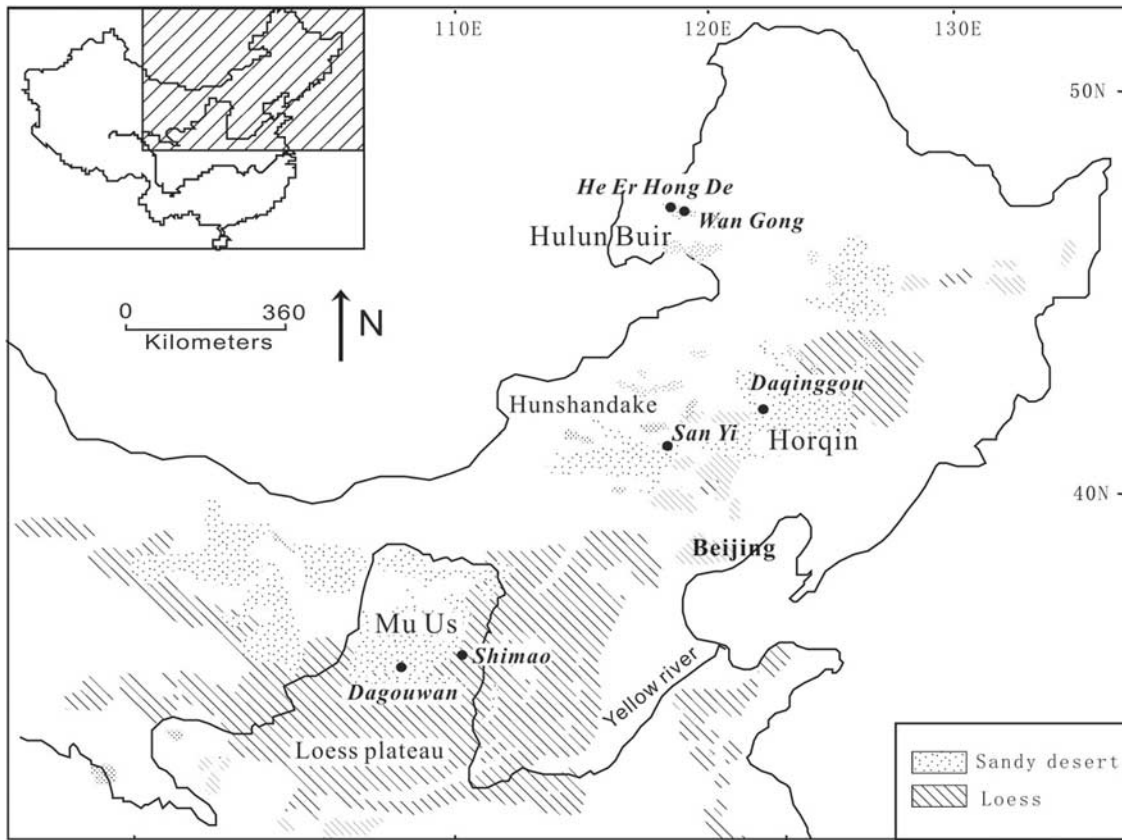 110E
120E
130E
50N
He Er Hong De
Wan Gong
Hulun Buir
0
360
Kilometers
N
Daqinggou
Hunshandake
San Yi
Horqin
40N
Beijing
Mu Us
Shimao
Dagouwan
Yellow river
Loess plateau
Sandy desert
Loess